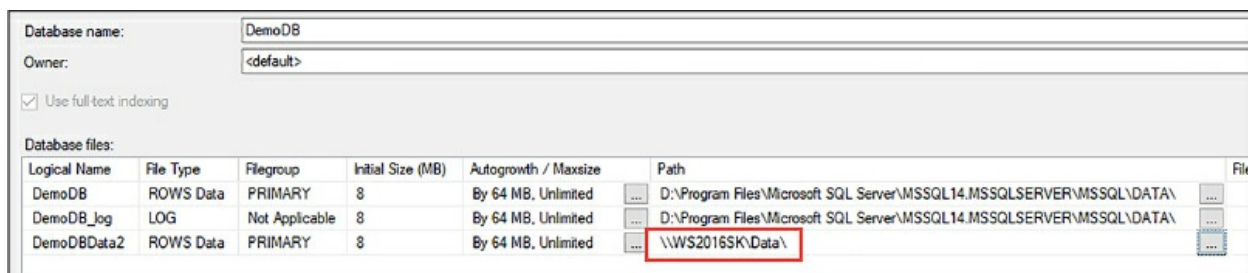 Database name: DemoDB
Owner: <default>
Use full-text indexing
Database files:
Logical Name File Type Filegroup Initial Size (MB) Autogrowth / Maxsize Path File
DemoDB ROWS Data PRIMARY 8 By 64 MB, Unlimited ... D:\Program Files\Microsoft SQL Server\MSSQL14.MSSQLSERVER\MSSQL\DATA\ ...
DemoDB_log LOG Not Applicable 8 By 64 MB, Unlimited ... D:\Program Files\Microsoft SQL Server\MSSQL14.MSSQLSERVER\MSSQL\DATA\ ...
DemoDBData2 ROWS Data PRIMARY 8 By 64 MB, Unlimited ... \\WS2016SK\Data\ ...